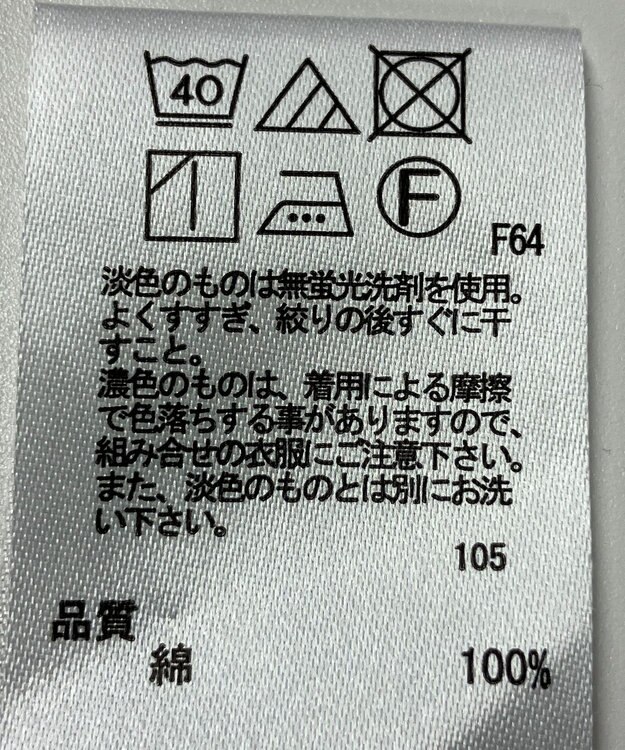 40
F
F64
淡色のものは無蛍光洗剤を使用。
よくすすぎ、絞りの後すぐに干
すこと。
濃色のものは、着用による摩擦
で色落ちする事がありますので、
組み合せの衣服にご注意下さい。
また、淡色のものとは別にお洗
い下さい。
105
品質
綿 100%